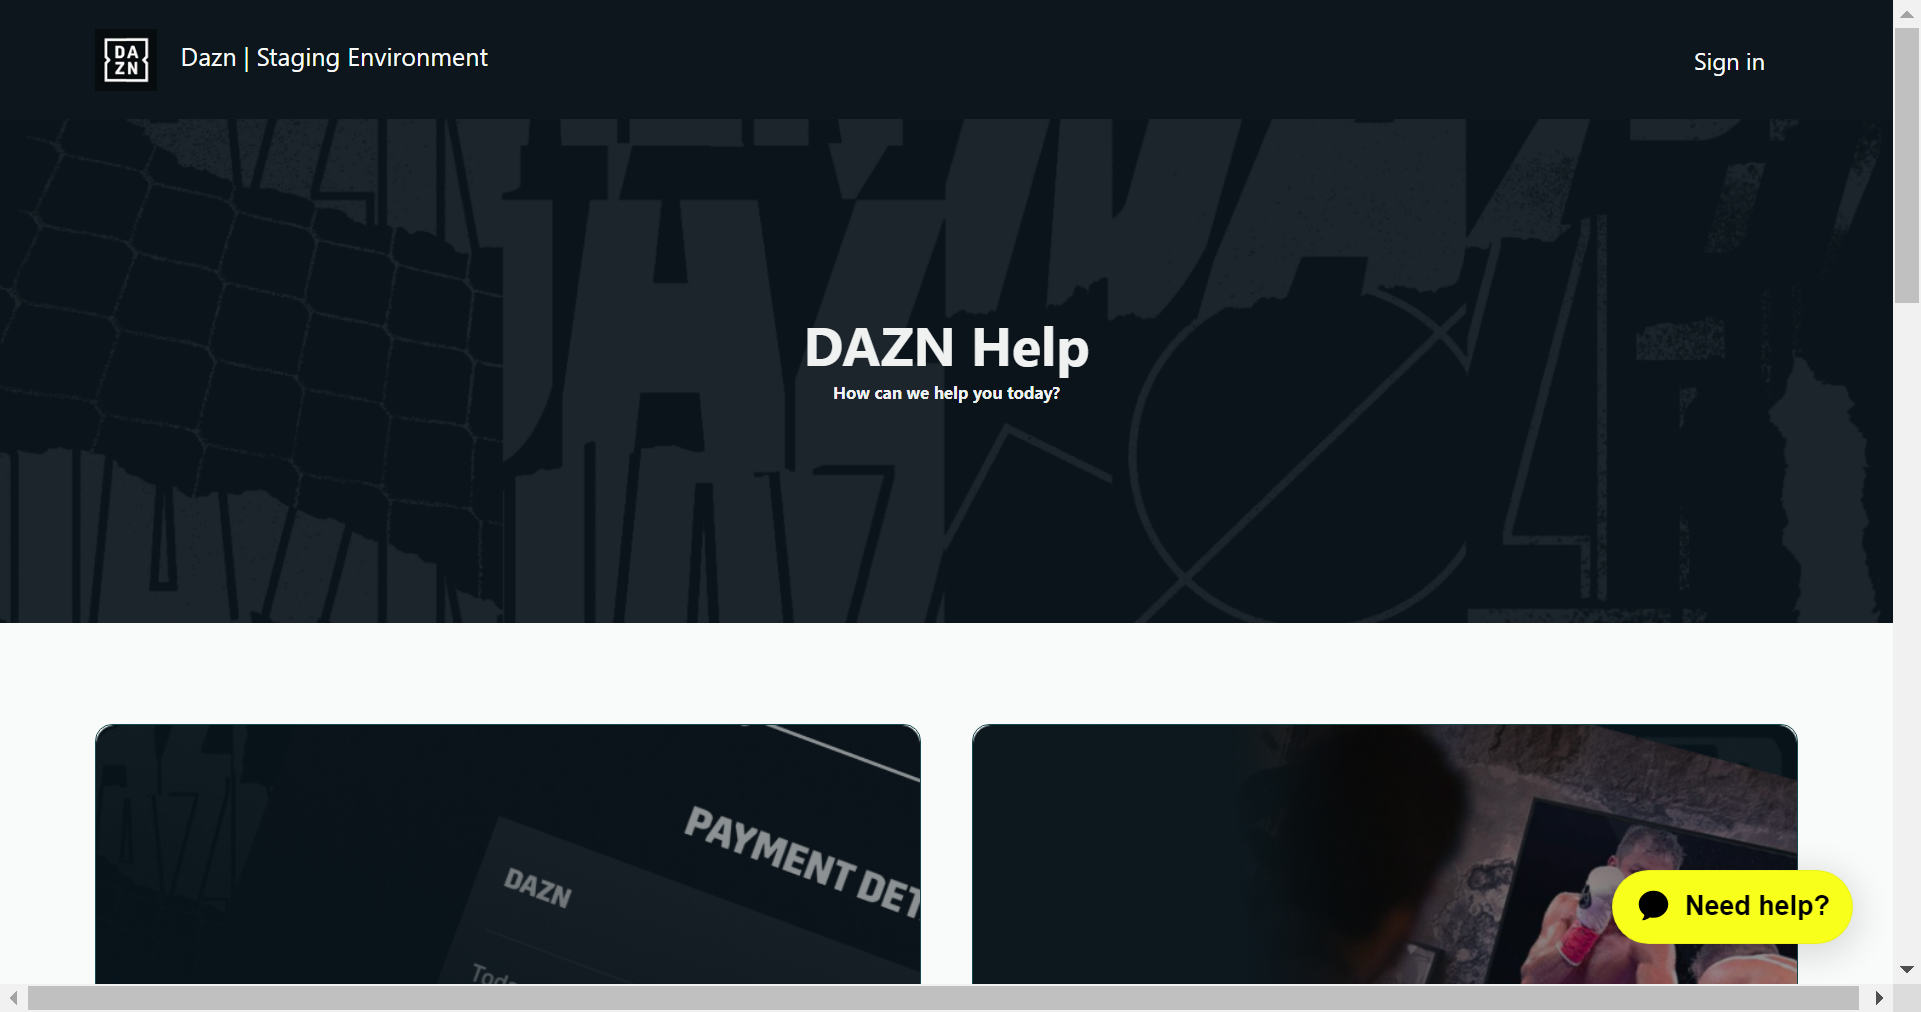 DA
ZN
Dazn | Staging Environment
Sign in
DAZN Help
How can we help you today?
PAYMENT DET
DAZN
Toda
Need help?